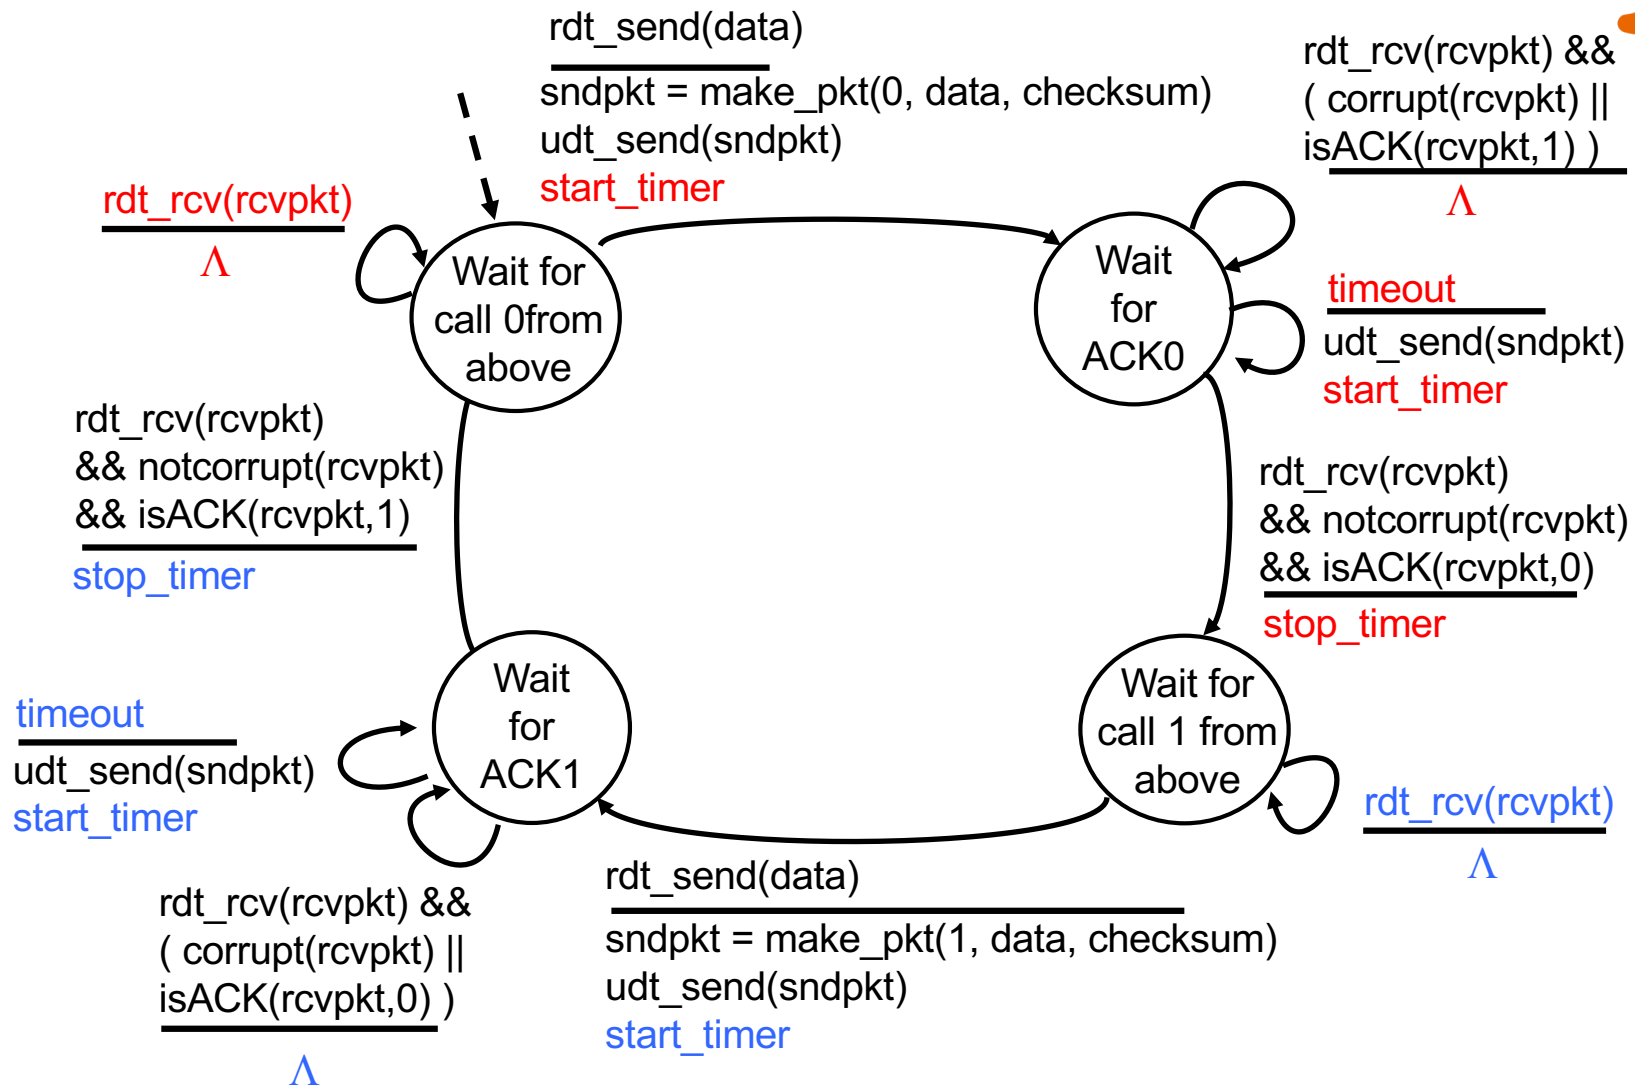 rdt_send(data)
sndpkt = make_pkt(0, data, checksum)
udt_send(sndpkt)
start_timer
rdt_rcv(rcvpkt) &&
( corrupt(rcvpkt) ||
isACK(rcvpkt,1) )
Λ
rdt_rcv(rcvpkt)
Λ
Wait for
call 0from
above
Wait
for
ACK0
timeout
udt_send(sndpkt)
start_timer
rdt_rcv(rcvpkt)
&& notcorrupt(rcvpkt)
&& isACK(rcvpkt,1)
stop_timer
rdt_rcv(rcvpkt)
&& notcorrupt(rcvpkt)
&& isACK(rcvpkt,0)
stop_timer
timeout
udt_send(sndpkt)
start_timer
Wait
for
ACK1
Wait for
call 1 from
above
rdt_rcv(rcvpkt)
Λ
rdt_rcv(rcvpkt) &&
( corrupt(rcvpkt) ||
isACK(rcvpkt,0) )
Λ
rdt_send(data)
sndpkt = make_pkt(1, data, checksum)
udt_send(sndpkt)
start_timer